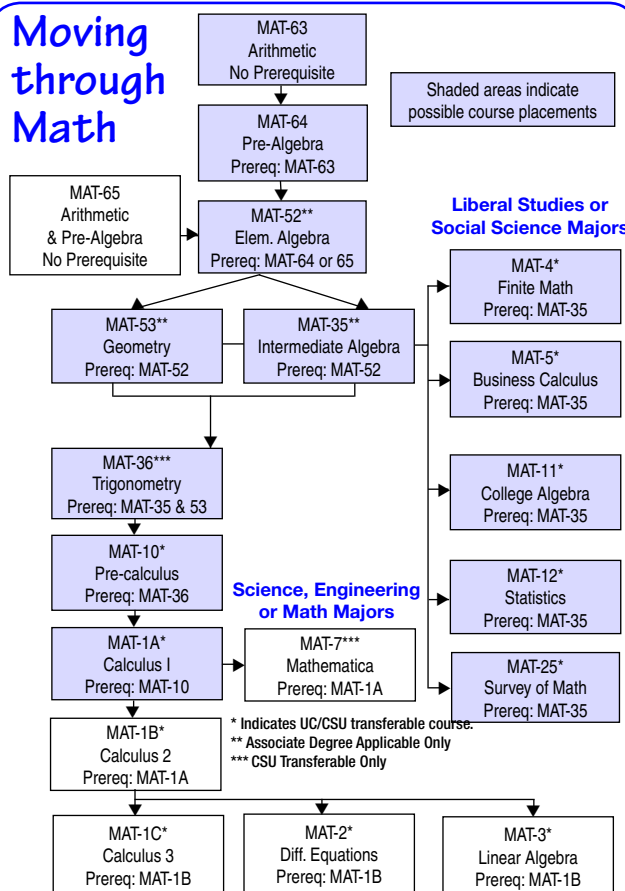 Moving
through
Math
MAT-63
Arithmetic
No Prerequisite
Shaded areas indicate
possible course placements
MAT-64
Pre-Algebra
Prereq: MAT-63
MAT-65
Arithmetic
& Pre-Algebra
No Prerequisite
MAT-52**
Elem. Algebra
Prereq: MAT-64 or 65
Liberal Studies or
Social Science Majors
MAT-4*
Finite Math
Prereq: MAT-35
MAT-53**
Geometry
Prereq: MAT-52
MAT-35**
Intermediate Algebra
Prereq: MAT-52
MAT-5*
Business Calculus
Prereq: MAT-35
MAT-36***
Trigonometry
Prereq: MAT-35 & 53
MAT-11*
College Algebra
Prereq: MAT-35
MAT-10*
Pre-calculus
Prereq: MAT-36
MAT-12*
Statistics
Prereq: MAT-35
Science, Engineering
or Math Majors
MAT-1A*
Calculus I
Prereq: MAT-10
MAT-7***
Mathematica
Prereq: MAT-1A
MAT-25*
Survey of Math
Prereq: MAT-35
* Indicates UC/CSU transferable course.
** Associate Degree Applicable Only
*** CSU Transferable Only
MAT-1B*
Calculus 2
Prereq: MAT-1A
MAT-1C*
Calculus 3
Prereq: MAT-1B
MAT-2*
Diff. Equations
Prereq: MAT-1B
MAT-3*
Linear Algebra
Prereq: MAT-1B